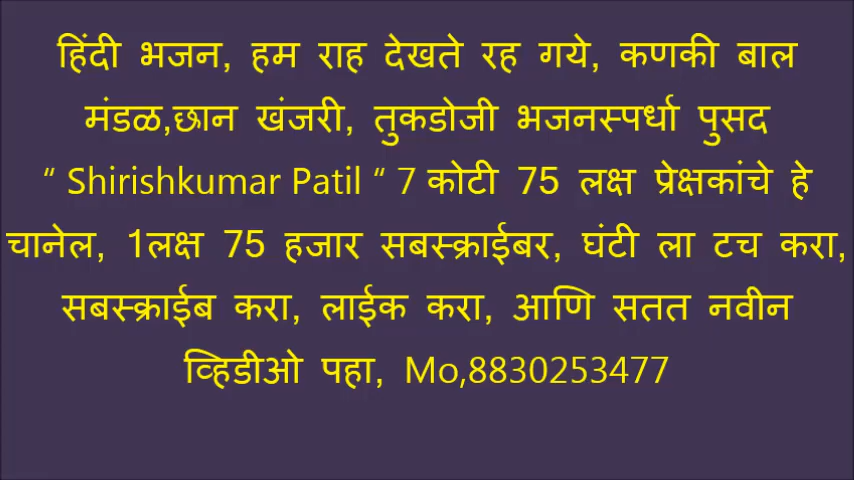 हिंदी भजन, हम राह देखते रह गये, कणकी बाल
मंडळ,छान खंजरी, तुकडोजी भजनस्पर्धा पुसद
“ Shirishkumar Patil “ 7 कोटी 75 लक्ष प्रेक्षकांचे हे
चानेल, 1लक्ष 75 हजार सबस्क्राईबर, घंटी ला टच करा,
सबस्क्राईब करा, लाईक करा, आणि सतत नवीन
व्हिडीओ पहा, Mo,8830253477